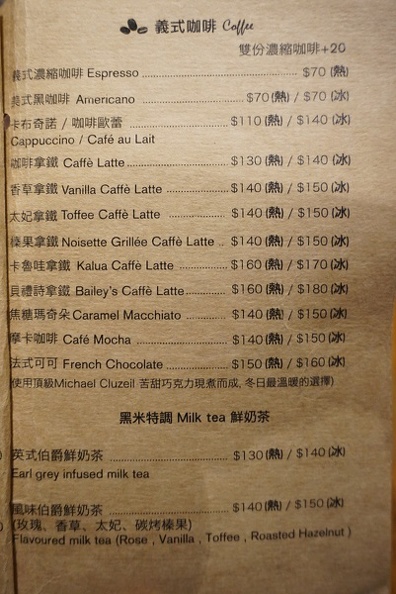 義式咖啡 Coffee
雙份濃縮咖啡+20
義式濃縮咖啡 Espresso ........ $70 (熱)
美式黑咖啡 Americano ........ $70 (熱) / $70 (冰)
卡布奇諾 / 咖啡歐蕾 ........ $110 (熱) / $140 (冰)
Cappuccino / Café au Lait
咖啡拿鐵 Caffè Latte ........ $130 (熱) / $140 (冰)
香草拿鐵 Vanilla Caffè Latte ........ $140 (熱) / $150 (冰)
太妃拿鐵 Toffee Caffè Latte ........ $140 (熱) / $150 (冰)
榛果拿鐵 Noisette Grillée Caffè Latte .. $140 (熱) / $150 (冰)
卡魯哇拿鐵 Kalua Caffè Latte ........ $160 (熱) / $170 (冰)
貝禮詩拿鐵 Bailey's Caffè Latte ........ $160 (熱) / $180 (冰)
焦糖瑪奇朵 Caramel Macchiato ........ $140 (熱) / $150 (冰)
摩卡咖啡 Café Mocha ........ $140 (熱) / $150 (冰)
法式可可 French Chocolate ........ $150 (熱) / $160 (冰)
(使用頂級Michael Cluzeil 苦甜巧克力現煮而成, 冬日最溫暖的選擇)
黑米特調 Milk tea 鮮奶茶
英式伯爵鮮奶茶 ........ $130 (熱) / $140 (冰)
Earl grey infused milk tea
風味伯爵鮮奶茶 ........ $140 (熱) / $150 (冰)
(玫瑰、香草、太妃、碳烤榛果)
Flavoured milk tea (Rose , Vanilla , Toffee , Roasted Hazelnut )